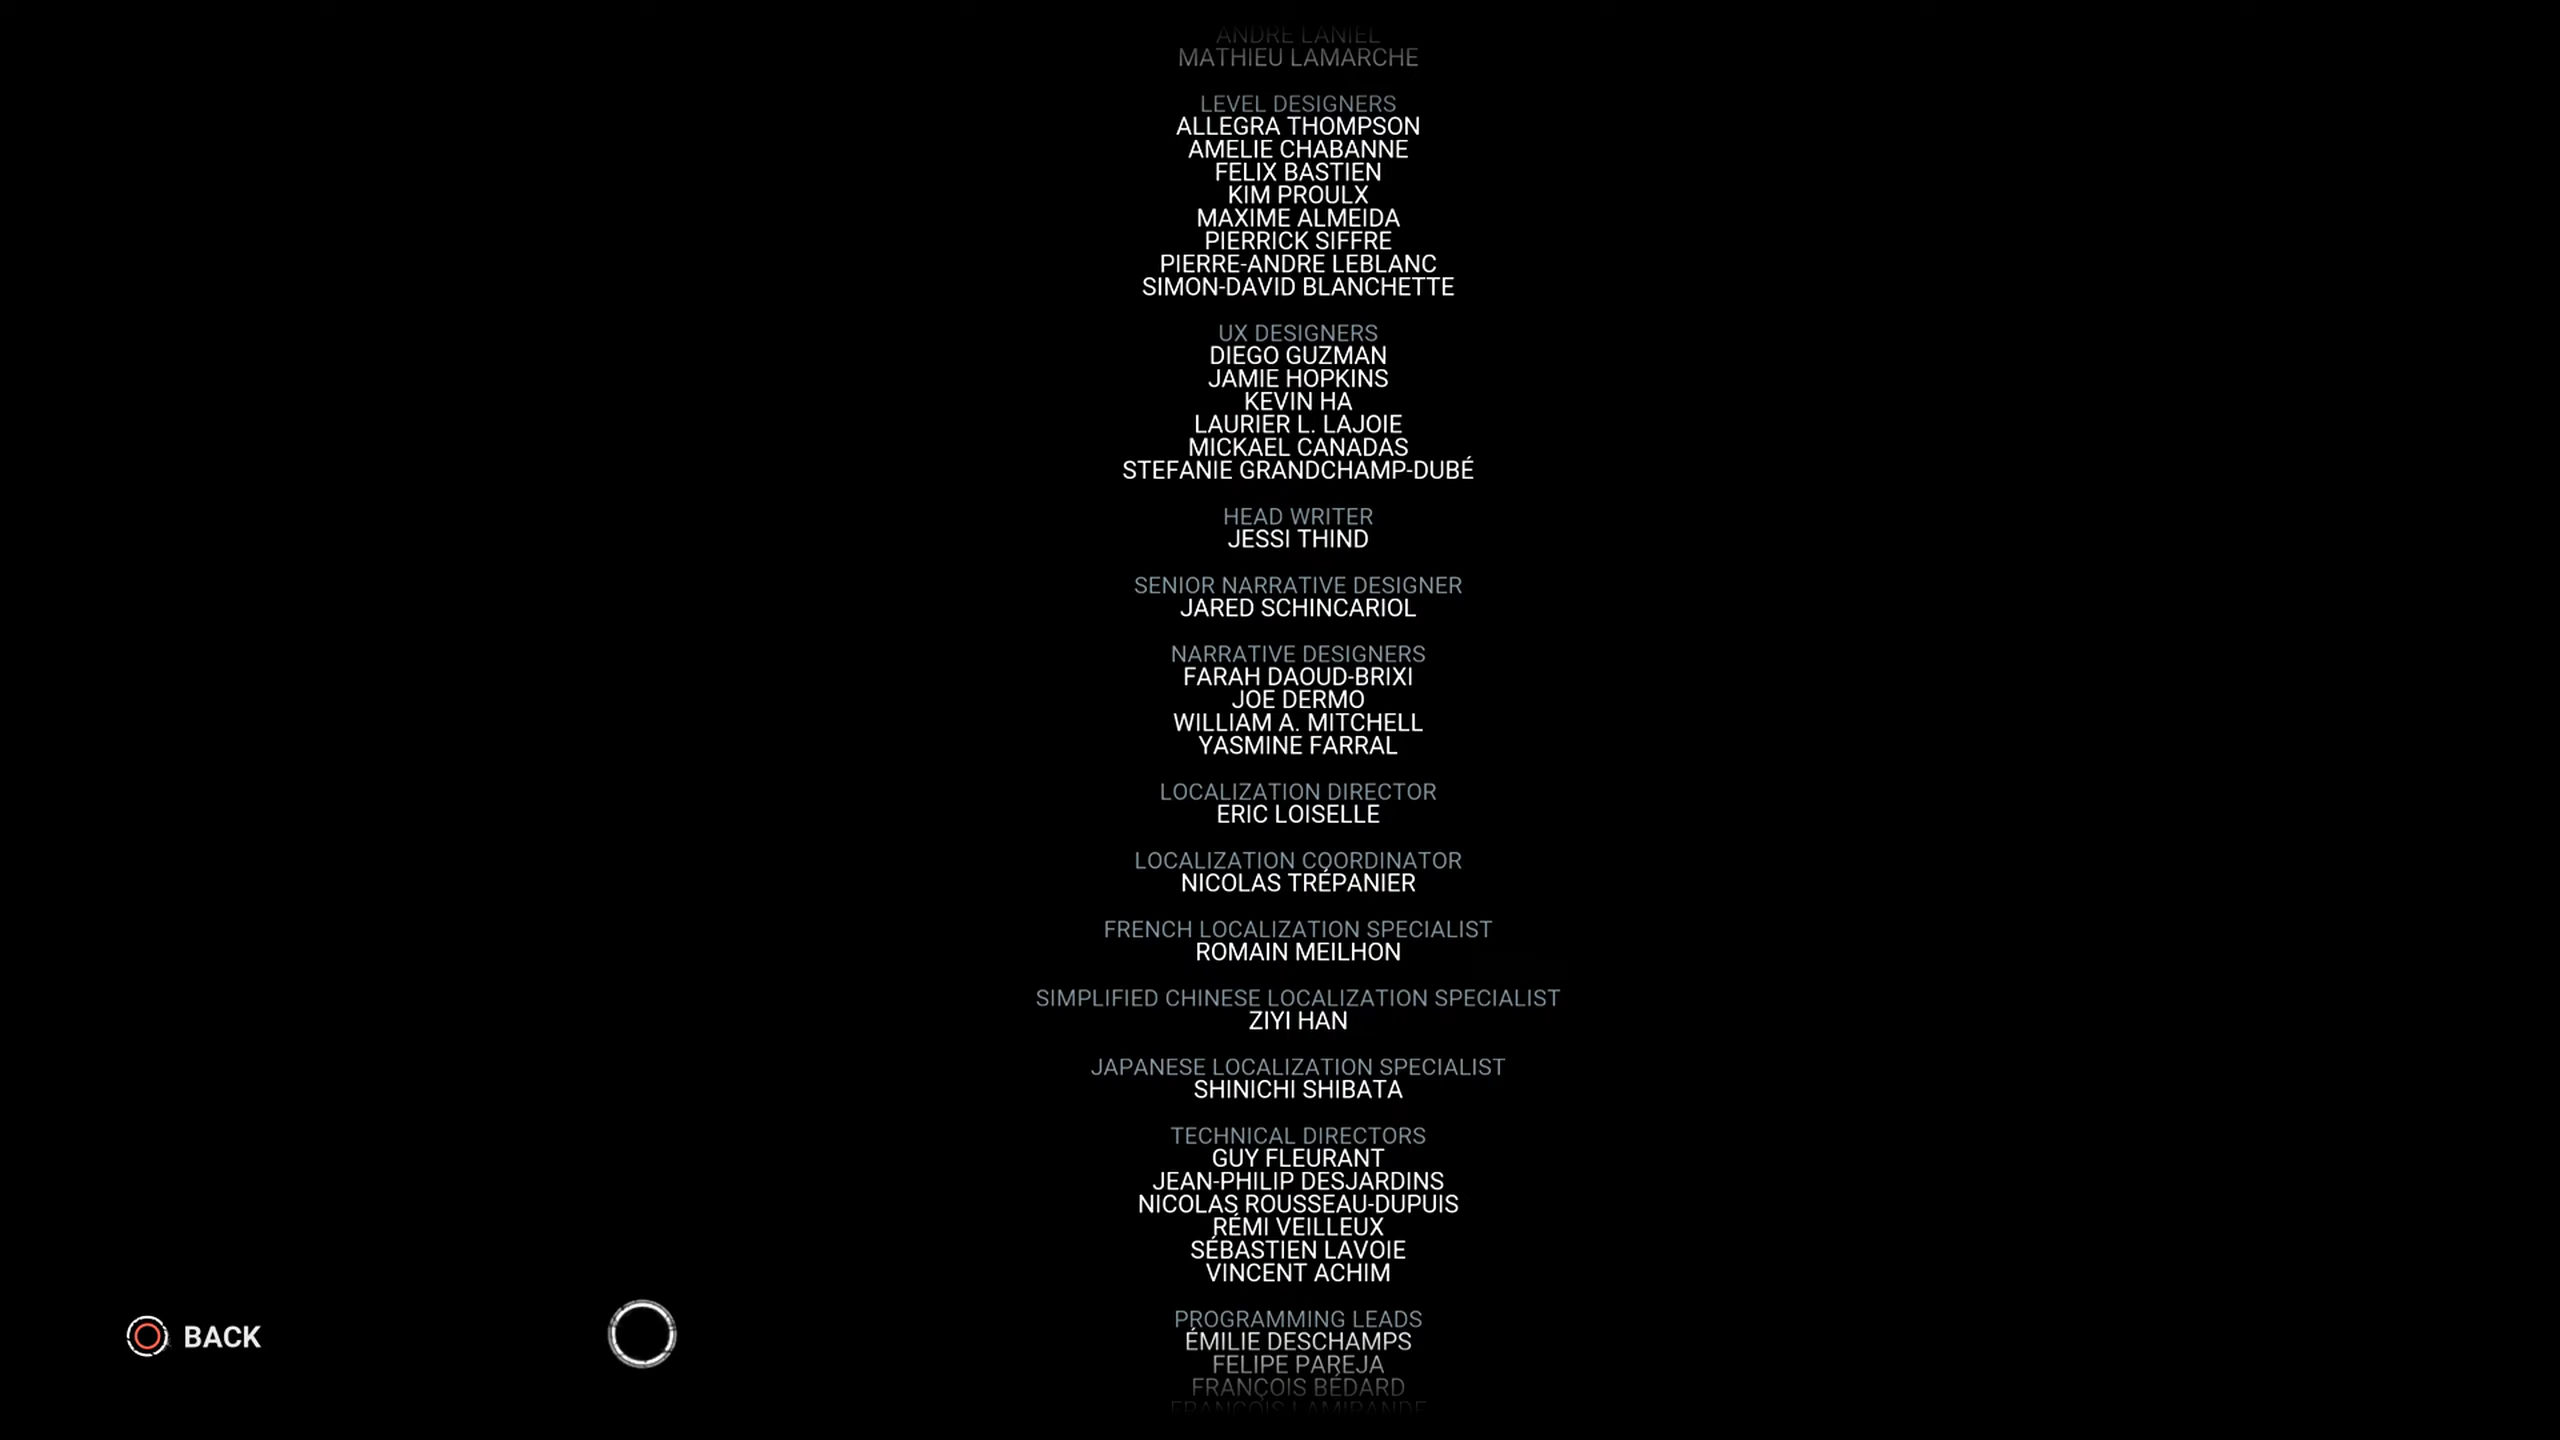 ANDRE LANIEL
MATHIEU LAMARCHE
LEVEL DESIGNERS
ALLEGRA THOMPSON
AMELIE CHABANNE
FELIX BASTIEN
KIM PROULX
MAXIME ALMEIDA
PIERRICK SIFFRE
PIERRE-ANDRE LEBLANC
SIMON-DAVID BLANCHETTE
UX DESIGNERS
DIEGO GUZMAN
JAMIE HOPKINS
KEVIN HA
LAURIER L. LAJOIE
MICKAEL CANADAS
STEFANIE GRANDCHAMP-DUBÉ
HEAD WRITER
JESSI THIND
SENIOR NARRATIVE DESIGNER
JARED SCHINCARIOL
NARRATIVE DESIGNERS
FARAH DAOUD-BRIXI
JOE DERMO
WILLIAM A. MITCHELL
YASMINE FARRAL
LOCALIZATION DIRECTOR
ERIC LOISELLE
LOCALIZATION COORDINATOR
NICOLAS TRÉPANIER
FRENCH LOCALIZATION SPECIALIST
ROMAIN MEILHON
SIMPLIFIED CHINESE LOCALIZATION SPECIALIST
ZIYI HAN
JAPANESE LOCALIZATION SPECIALIST
SHINICHI SHIBATA
TECHNICAL DIRECTORS
GUY FLEURANT
JEAN-PHILIP DESJARDINS
NICOLAS ROUSSEAU-DUPUIS
RÉMI VEILLEUX
SÉBASTIEN LAVOIE
VINCENT ACHIM
PROGRAMMING LEADS
ÉMILIE DESCHAMPS
FELIPE PAREJA
FRANÇOIS BÉDARD
FRANÇOIS LAMIRANDE
BACK